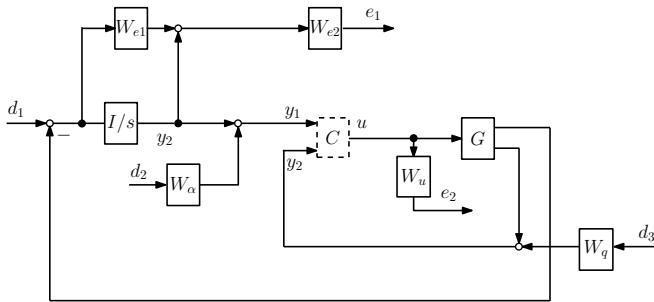 W_{e1}
W_{e2}
e_1
d_1
−
I/s
y_2
y_1
C
u
G
y_2
d_2
W_α
W_u
e_2
W_q
d_3